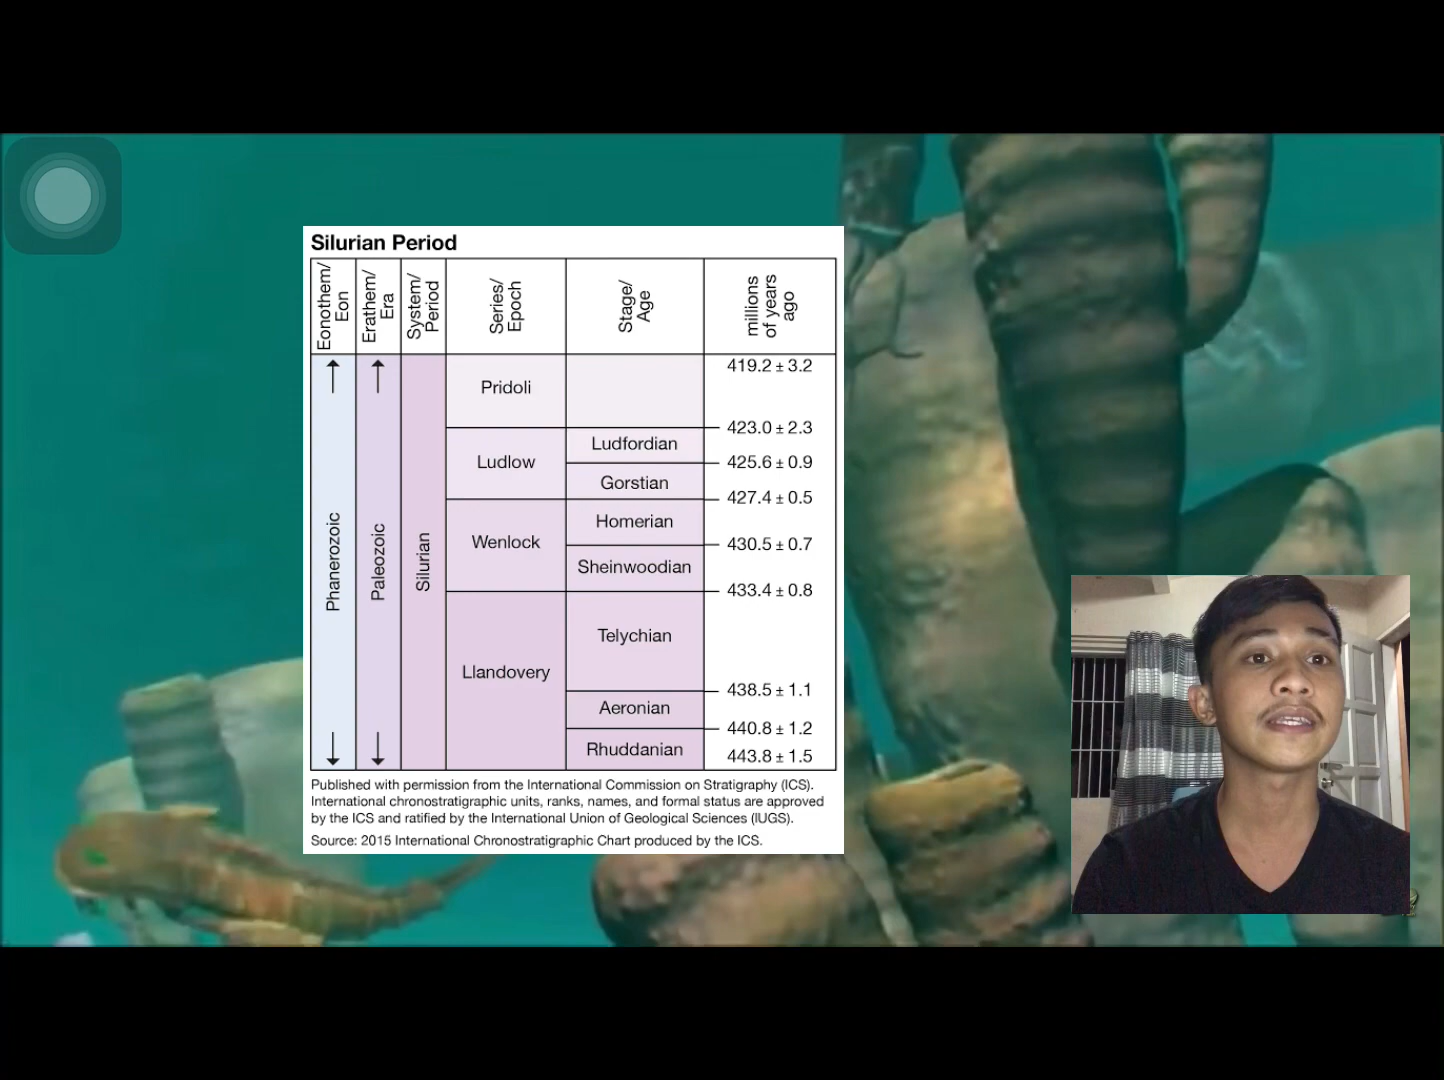 Silurian Period
Eonothem/
Eon
Erathem/
Era
System/
Period
Series/
Epoch
Stage/
Age
millions
of years
ago
Phanerozoic
Paleozoic
Silurian
Pridoli
Ludlow
Wenlock
Llandovery
Ludfordian
Gorstian
Homerian
Sheinwoodian
Telychian
Aeronian
Rhuddanian
419.2 ± 3.2
423.0 ± 2.3
425.6 ± 0.9
427.4 ± 0.5
430.5 ± 0.7
433.4 ± 0.8
438.5 ± 1.1
440.8 ± 1.2
443.8 ± 1.5
Published with permission from the International Commission on Stratigraphy (ICS).
International chronostratigraphic units, ranks, names, and formal status are approved
by the ICS and ratified by the International Union of Geological Sciences (IUGS).
Source: 2015 International Chronostratigraphic Chart produced by the ICS.